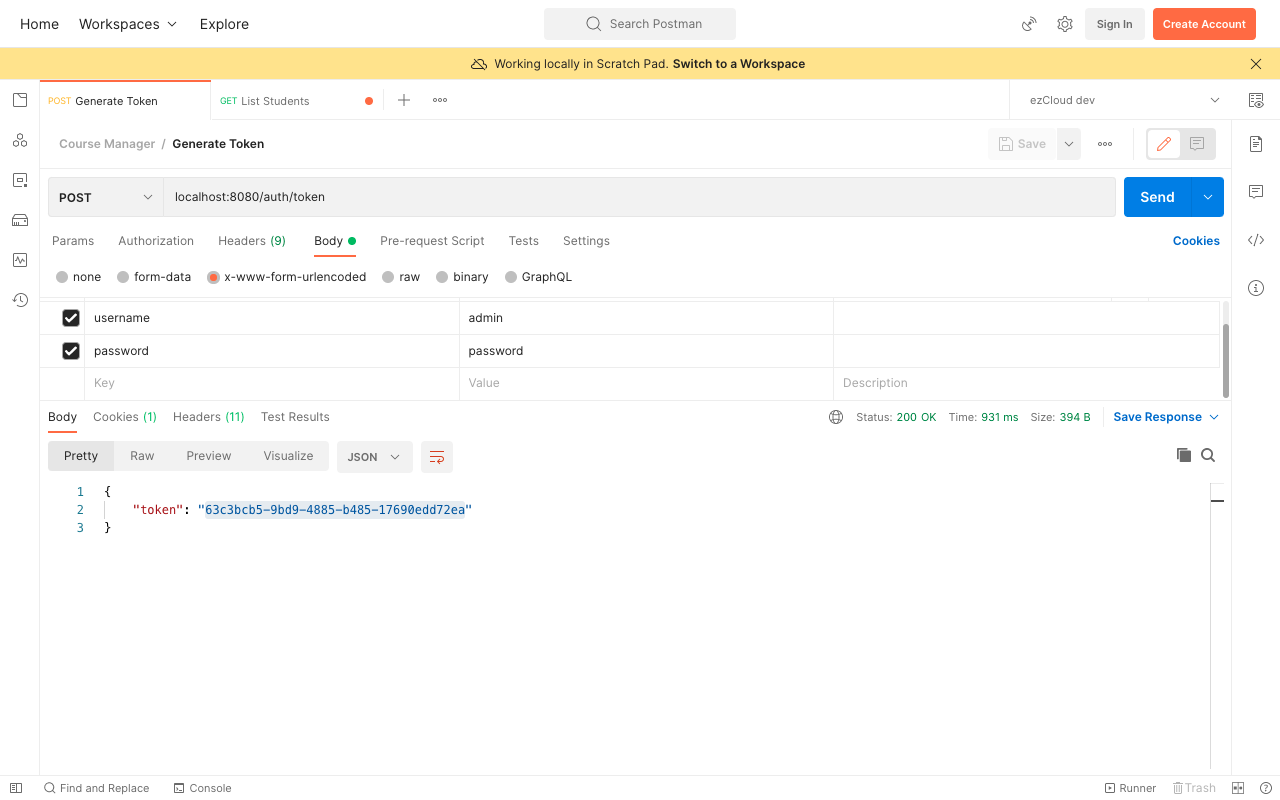 Home Workspaces Explore Search Postman Sign In Create Account
Working locally in Scratch Pad. Switch to a Workspace
POST Generate Token GET List Students ezCloud dev
Course Manager / Generate Token Save
POST localhost:8080/auth/token Send
Params Authorization Headers (9) Body Pre-request Script Tests Settings Cookies
none form-data x-www-form-urlencoded raw binary GraphQL
username admin
password password
Key Value Description
Body Cookies (1) Headers (11) Test Results Status: 200 OK Time: 931 ms Size: 394 B Save Response
Pretty Raw Preview Visualize JSON
1 {
2 "token": "63c3bcb5-9bd9-4885-b485-17690edd72ea"
3 }
Find and Replace Console Runner Trash